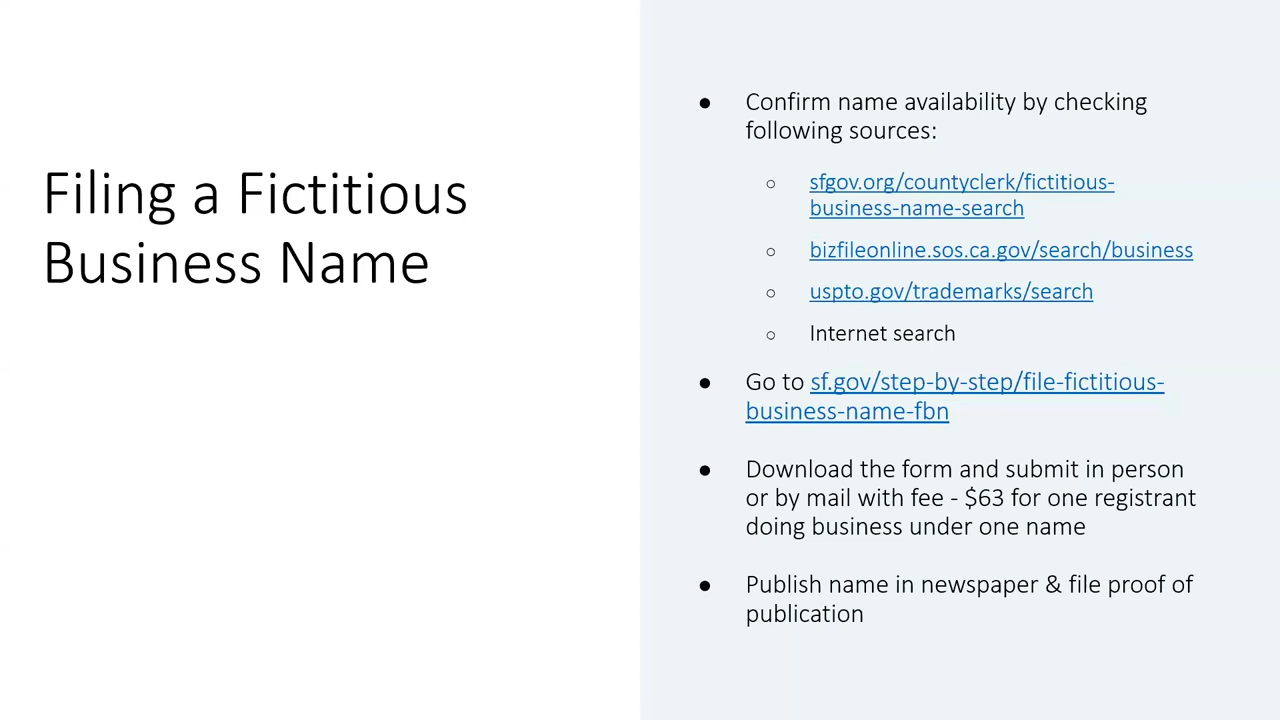 Filing a Fictitious
Business Name
● Confirm name availability by checking
following sources:
○ sfgov.org/countyclerk/fictitious-
business-name-search
○ bizfileonline.sos.ca.gov/search/business
○ uspto.gov/trademarks/search
○ Internet search
● Go to sf.gov/step-by-step/file-fictitious-
business-name-fbn
● Download the form and submit in person
or by mail with fee - $63 for one registrant
doing business under one name
● Publish name in newspaper & file proof of
publication